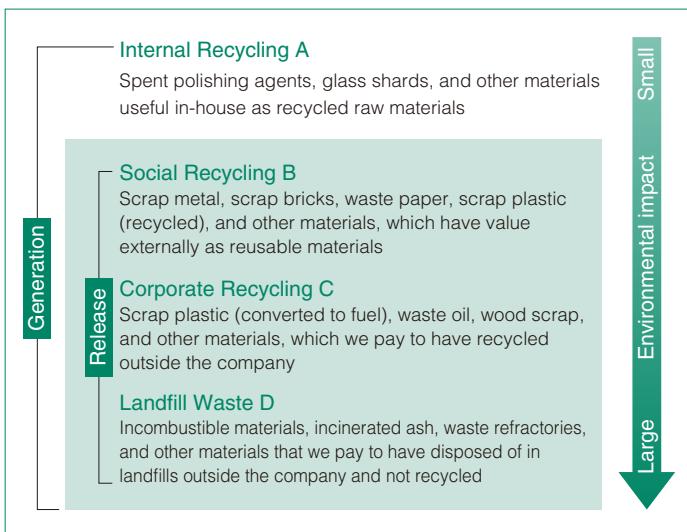 Internal Recycling A
Spent polishing agents, glass shards, and other materials
useful in-house as recycled raw materials
Social Recycling B
Scrap metal, scrap bricks, waste paper, scrap plastic
(recycled), and other materials, which have value
externally as reusable materials
Corporate Recycling C
Scrap plastic (converted to fuel), waste oil, wood scrap,
and other materials, which we pay to have recycled
outside the company
Landfill Waste D
Incombustible materials, incinerated ash, waste refractories,
and other materials that we pay to have disposed of in
landfills outside the company and not recycled
Generation
Release
Small
Environmental impact
Large